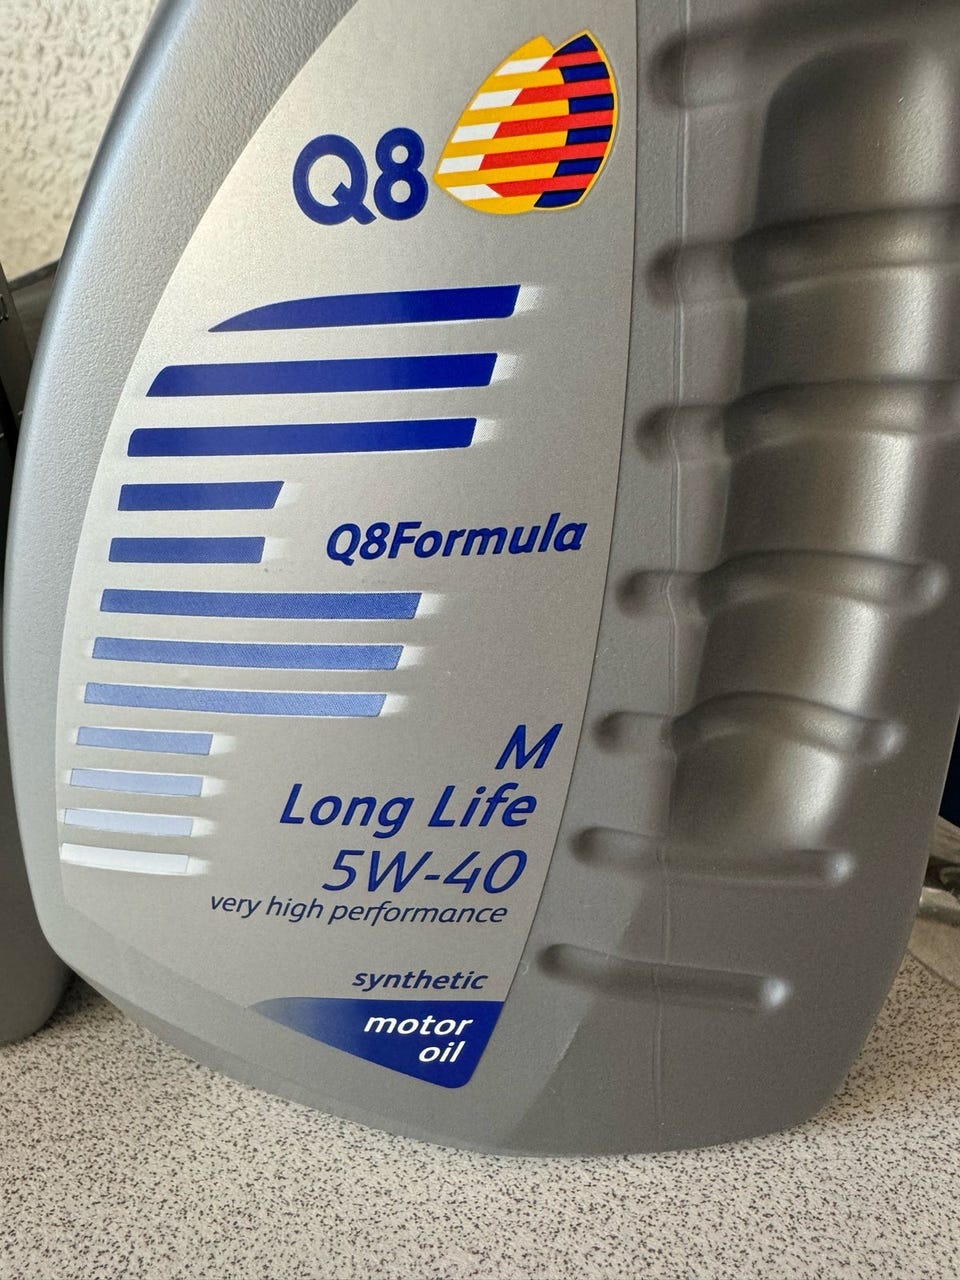 Q8
Q8Formula
M
Long Life
5W-40
very high performance
synthetic
motor
oil